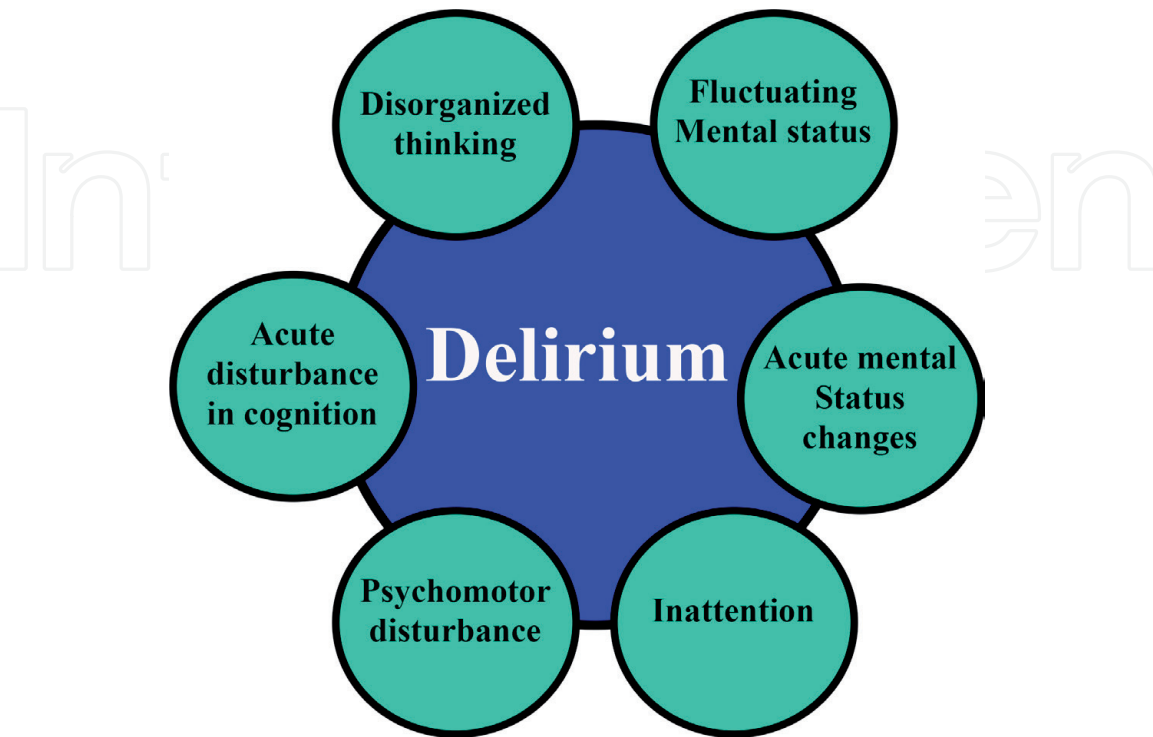 Disorganized
thinking
Fluctuating
Mental status
Acute
disturbance
in cognition
Delirium
Acute mental
Status
changes
Psychomotor
disturbance
Inattention